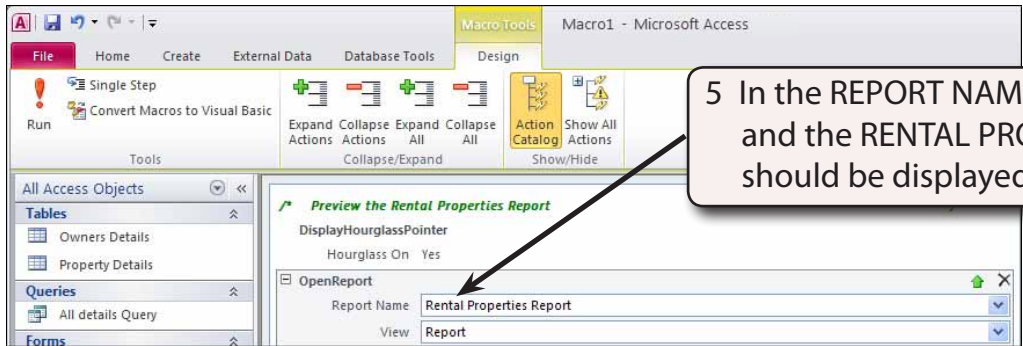 Macro Tools
Macro1 - Microsoft Access
File Home Create External Data Database Tools Design
Single Step
Convert Macros to Visual Basic
Run
Expand Actions
Collapse Actions
Expand All
Collapse All
Action Catalog
Show All Actions
Tools
Collapse/Expand
Show/Hide
5 In the REPORT NAM
and the RENTAL PRO
should be displayed
All Access Objects
Tables
Owners Details
Property Details
Queries
All details Query
Forms
/* Preview the Rental Properties Report
DisplayHourglassPointer
Hourglass On Yes
OpenReport
Report Name Rental Properties Report
View Report